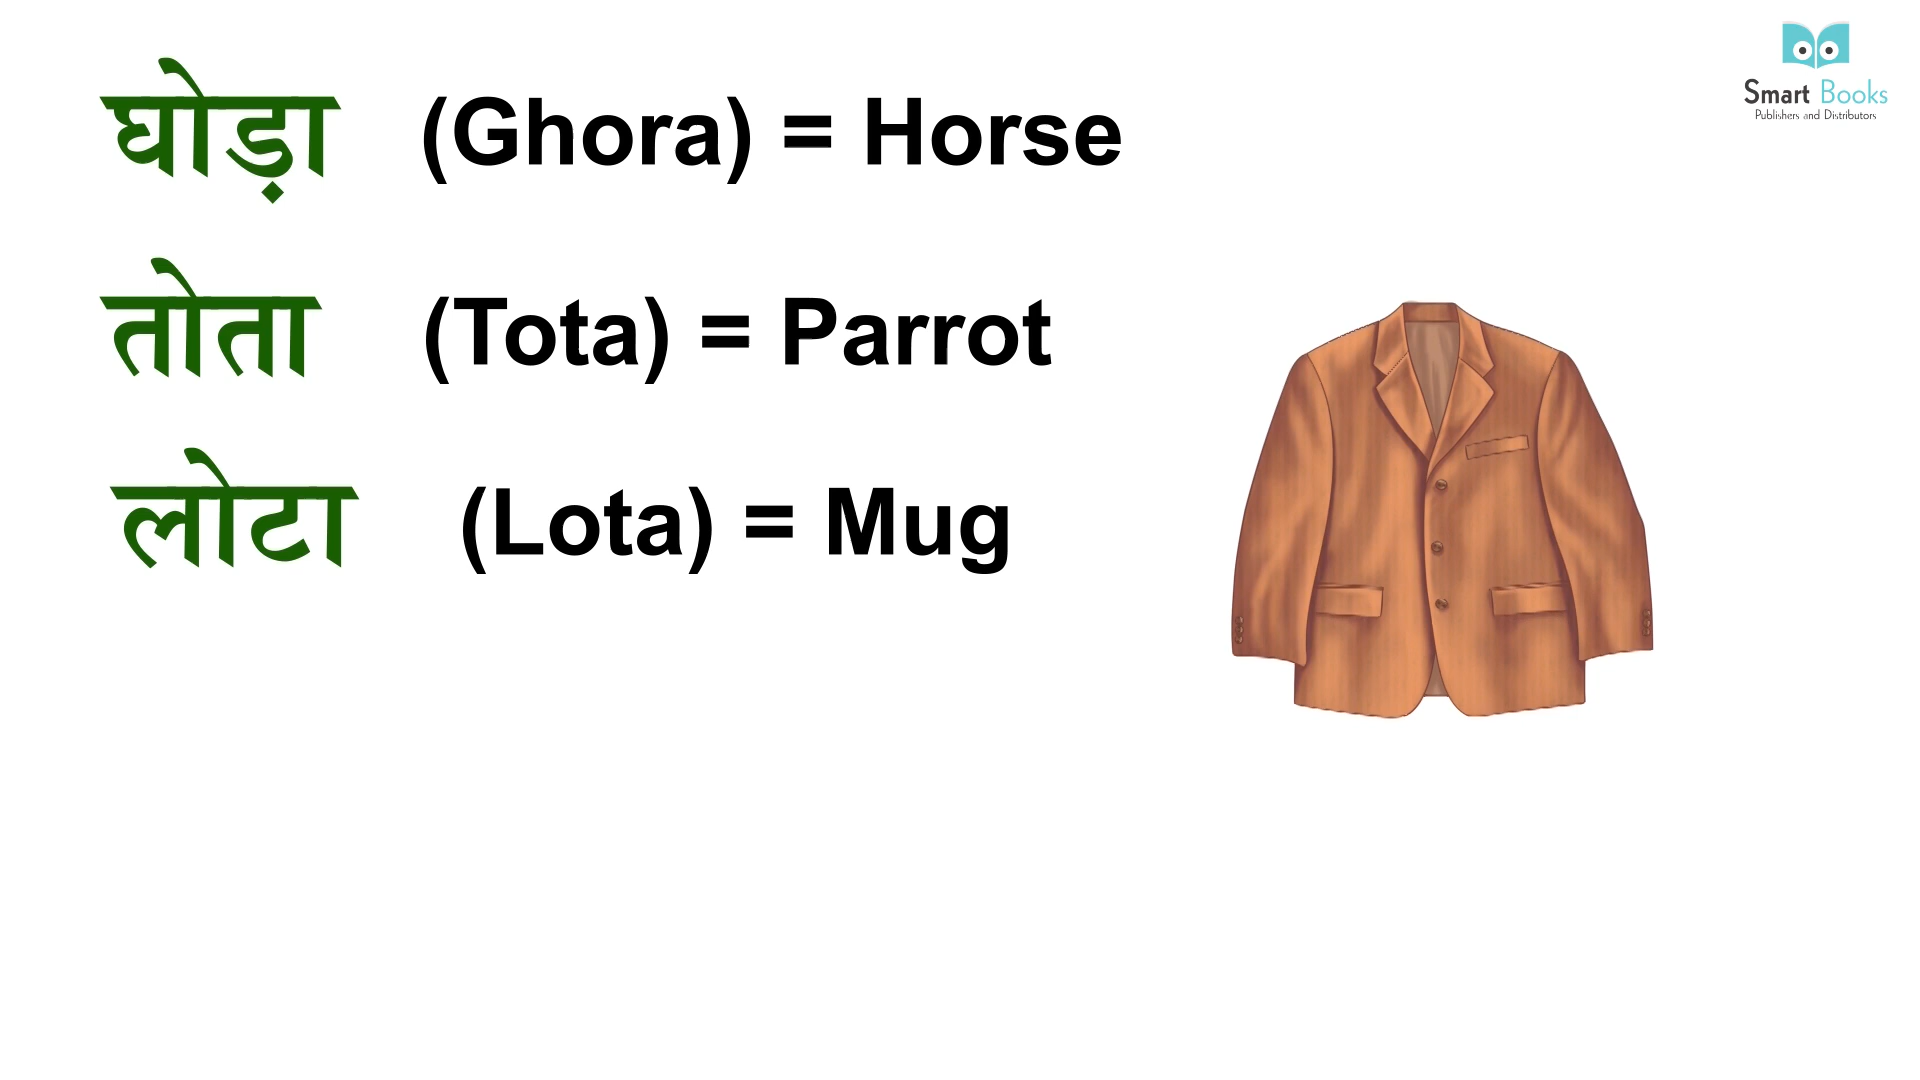 घोड़ा (Ghora) = Horse
तोता (Tota) = Parrot
लोटा (Lota) = Mug
Smart Books
Publishers and Distributors